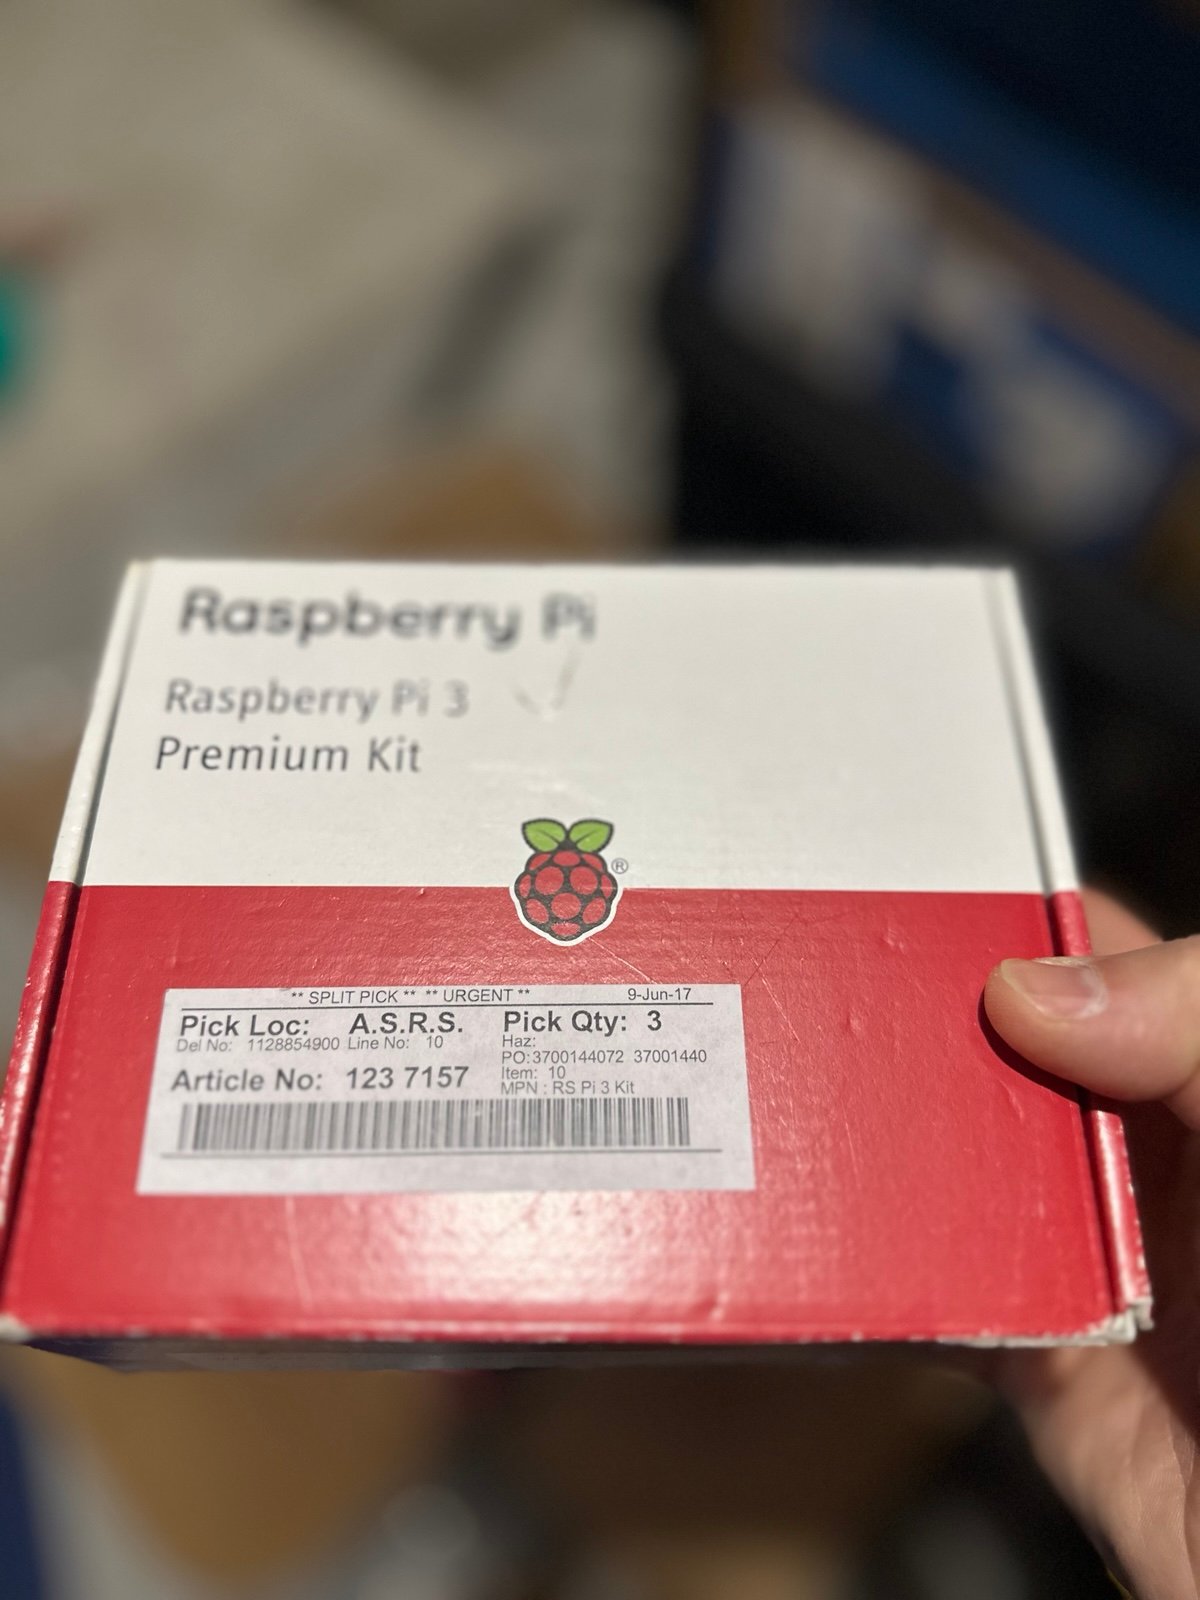 Raspberry Pi
Raspberry Pi 3
Premium Kit
®
** SPLIT PICK ** ** URGENT ** 9-Jun-17
Pick Loc: A.S.R.S. Pick Qty: 3
Del No: 1128854900 Line No: 10 Haz:
PO:3700144072 37001440
Article No: 123 7157 Item: 10
MPN : RS Pi 3 Kit